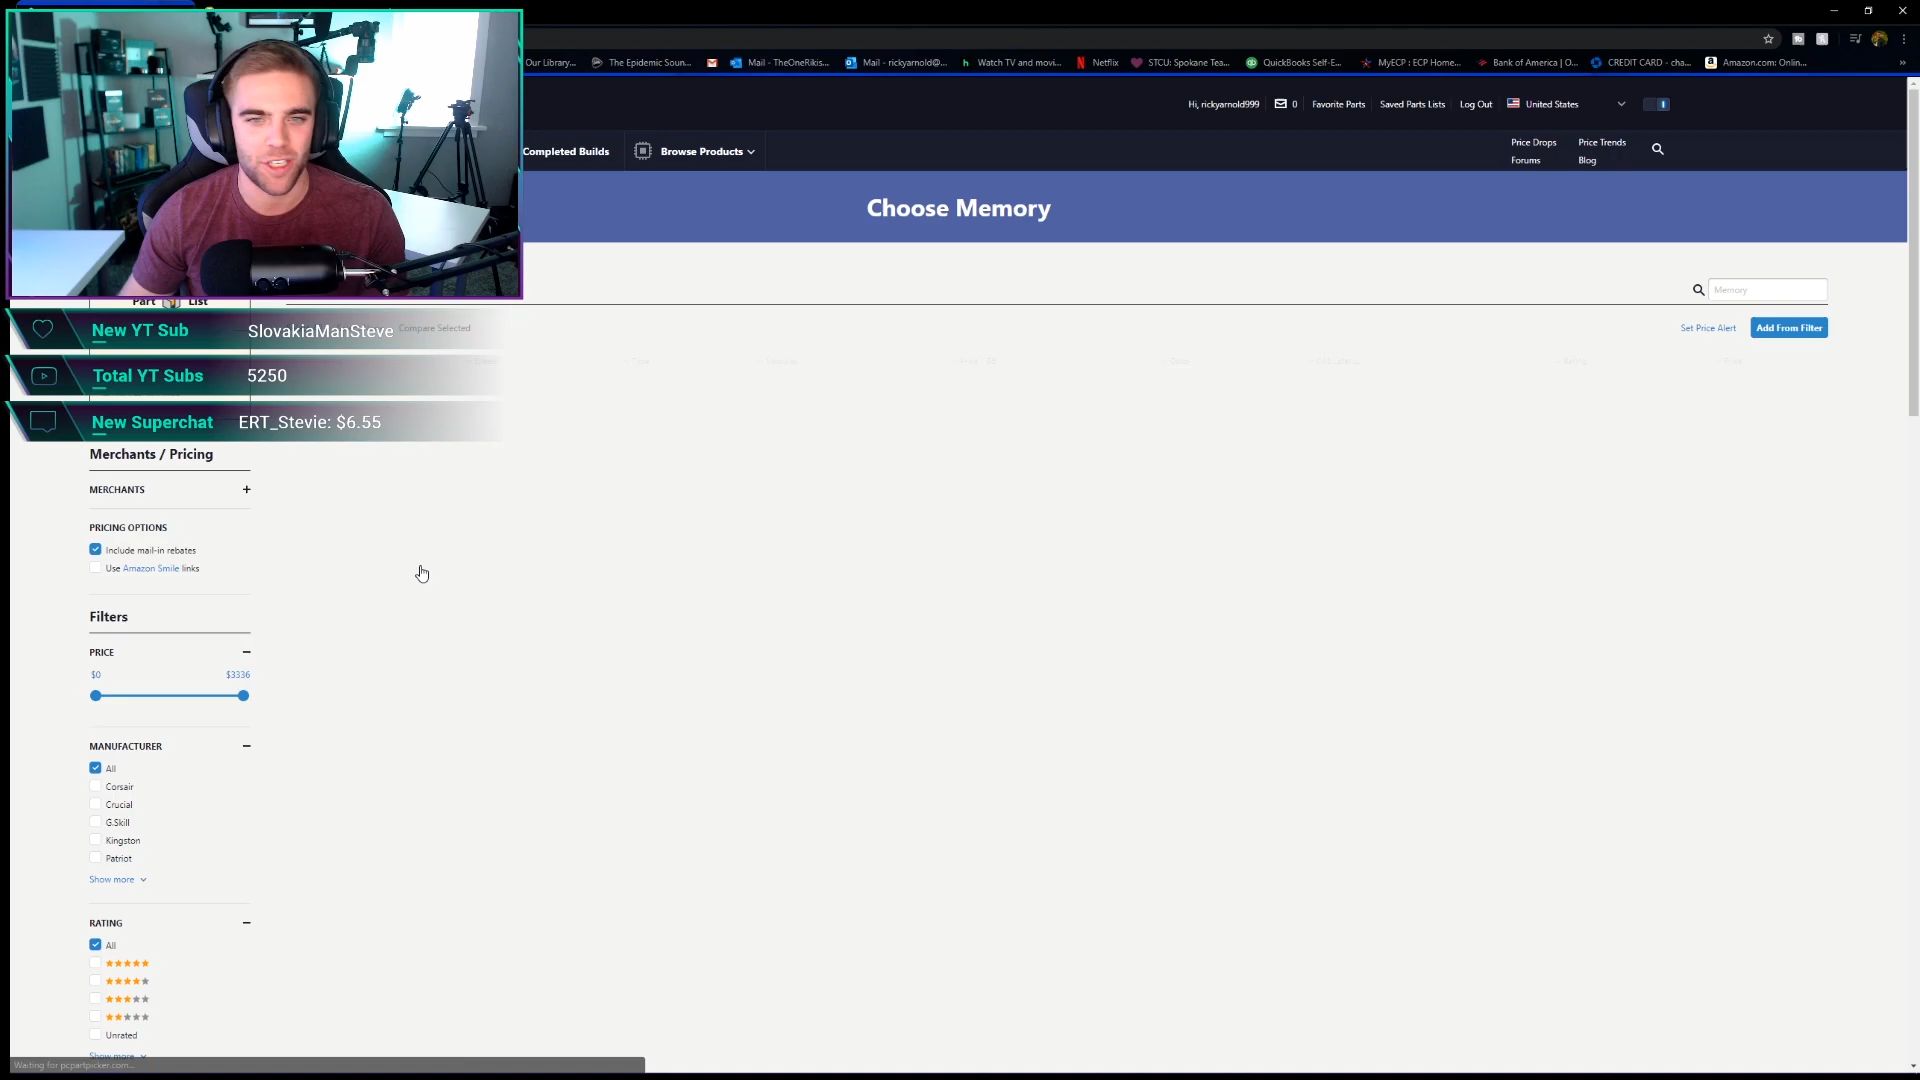 Our Library...
The Epidemic Soun...
Mail - TheOneRikis...
Mail - rickyarnold@...
Watch TV and movi...
Netflix
STCU: Spokane Tea...
QuickBooks Self-E...
MyECP : ECP Home...
Bank of America | O...
CREDIT CARD - cha...
Amazon.com: Onlin...
Hi, rickyarnold999
0
Favorite Parts
Saved Parts Lists
Log Out
United States
Completed Builds
Browse Products
Price Drops
Price Trends
Forums
Blog
Choose Memory
Part List
Memory
New YT Sub SlovakiaManSteve
Compare Selected
Set Price Alert
Add From Filter
Total YT Subs 5250
New Superchat ERT_Stevie: $6.55
Merchants / Pricing
MERCHANTS
PRICING OPTIONS
Include mail-in rebates
Use Amazon Smile links
Filters
PRICE
$0 $3336
MANUFACTURER
All
Corsair
Crucial
G.Skill
Kingston
Patriot
Show more
RATING
All
Unrated
Show more
Waiting for pcpartpicker.com...